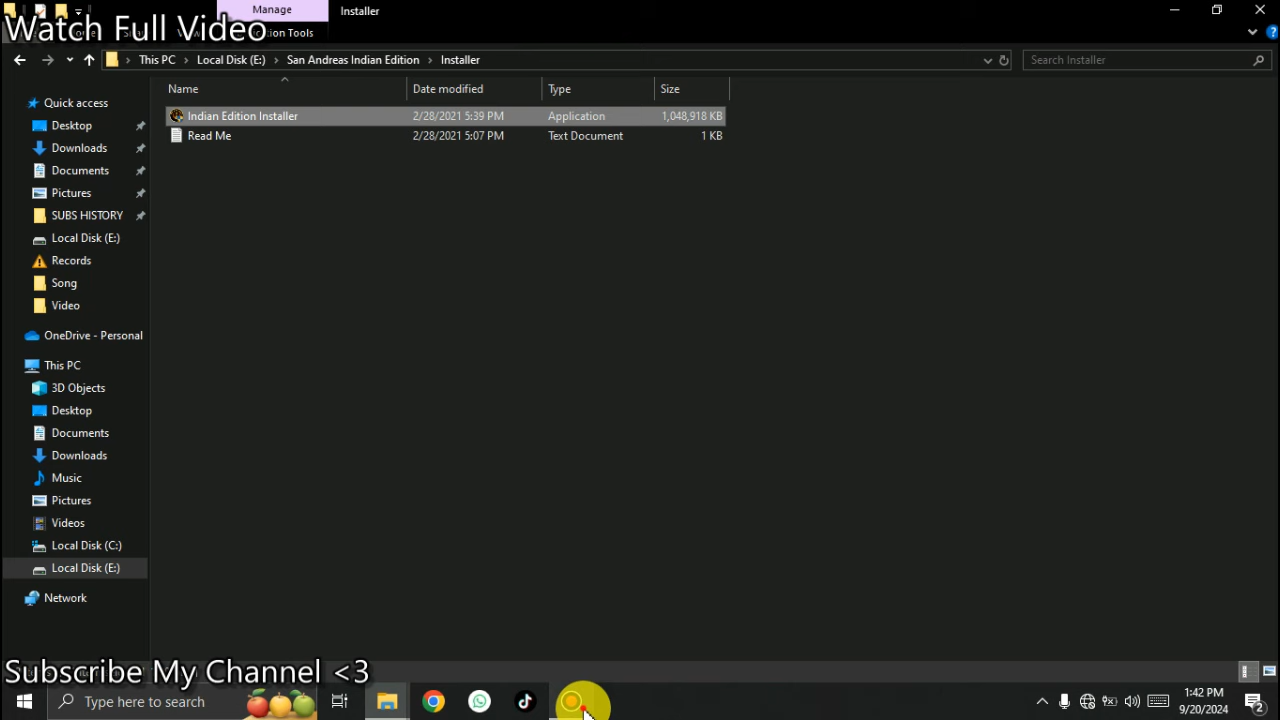 Manage
Installer
Watch Full Video
This PC
Local Disk (E:)
San Andreas Indian Edition
Installer
Search Installer
Name
Date modified
Type
Size
Indian Edition Installer
2/28/2021 5:39 PM
Application
1,048,918 KB
Read Me
2/28/2021 5:07 PM
Text Document
1 KB
Quick access
Desktop
Downloads
Documents
Pictures
SUBS HISTORY
Local Disk (E:)
Records
Song
Video
OneDrive - Personal
This PC
3D Objects
Desktop
Documents
Downloads
Music
Pictures
Videos
Local Disk (C:)
Local Disk (E:)
Network
Subscribe My Channel <3
Type here to search
1:42 PM
9/20/2024
2